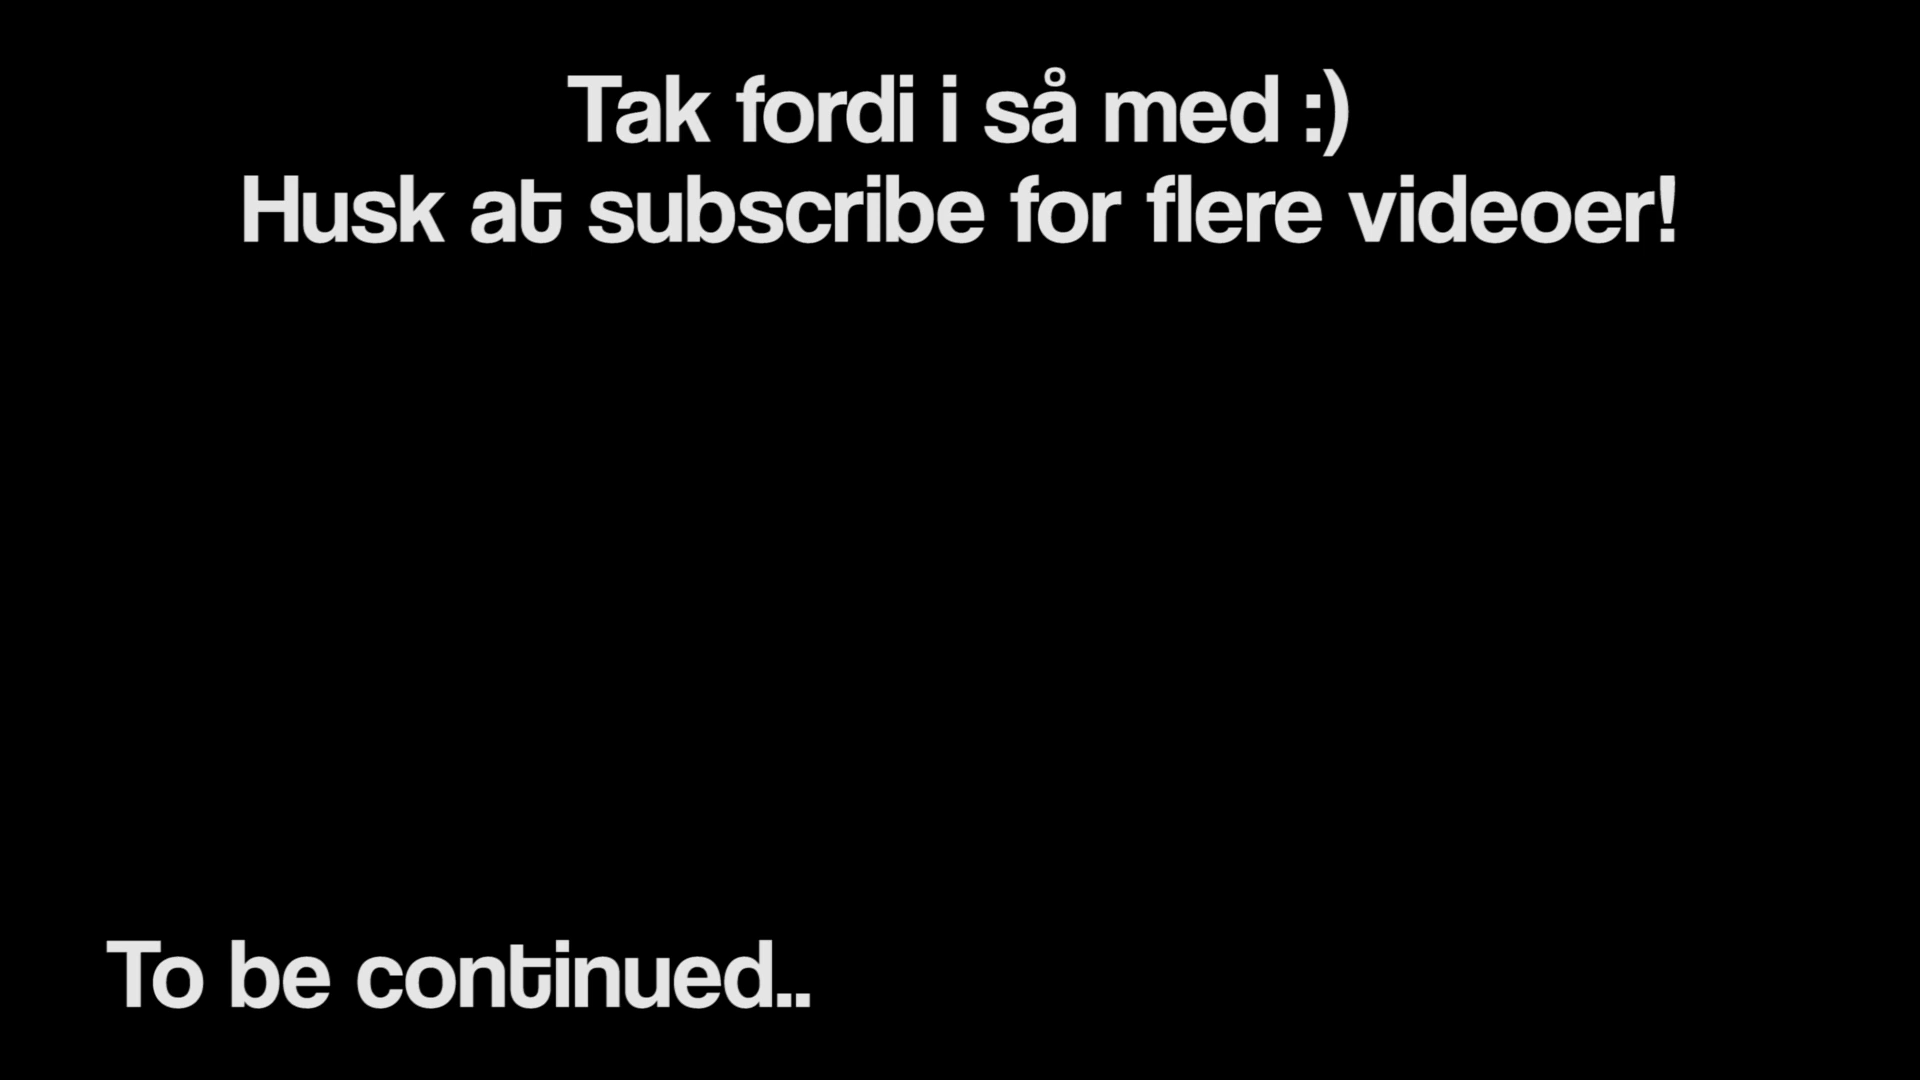 Tak fordi i så med :)
Husk at subscribe for flere videoer!
To be continued..